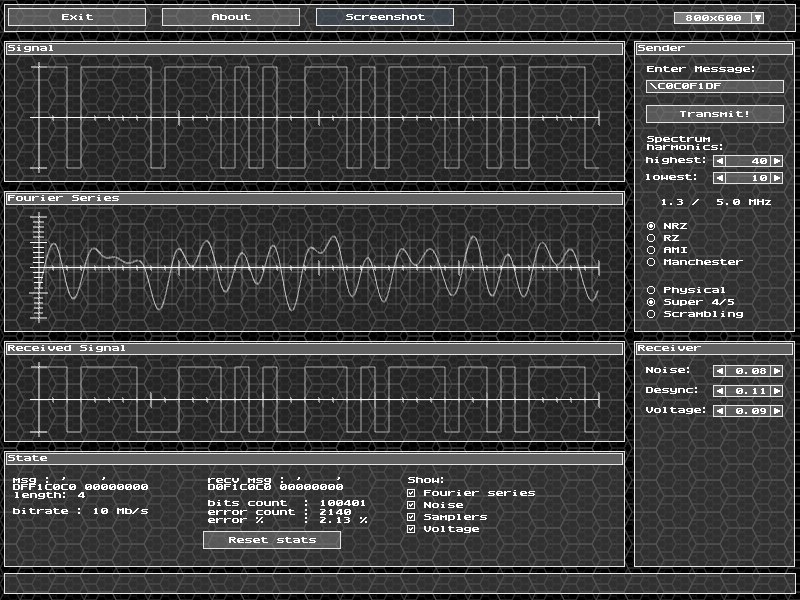 Exit About Screenshot 800x600
Signal
Fourier Series
Received Signal
State
msg : ' '
DFF1C0C0 00000000
length: 4
bitrate : 10 Mb/s
recv msg : ' '
D0F1C0C0 00000000
bits count : 100401
error count : 2140
error % : 2.13 %
Reset stats
Show:
Fourier series
Noise
Samplers
Voltage
Sender
Enter Message:
\C0C0F1DF
Transmit!
Spectrum
harmonics:
highest: 40
lowest: 10
1.3 / 5.0 MHz
NRZ
RZ
AMI
Manchester
Physical
Super 4/5
Scrambling
Receiver
Noise: 0.08
Desync: 0.11
Voltage: 0.09